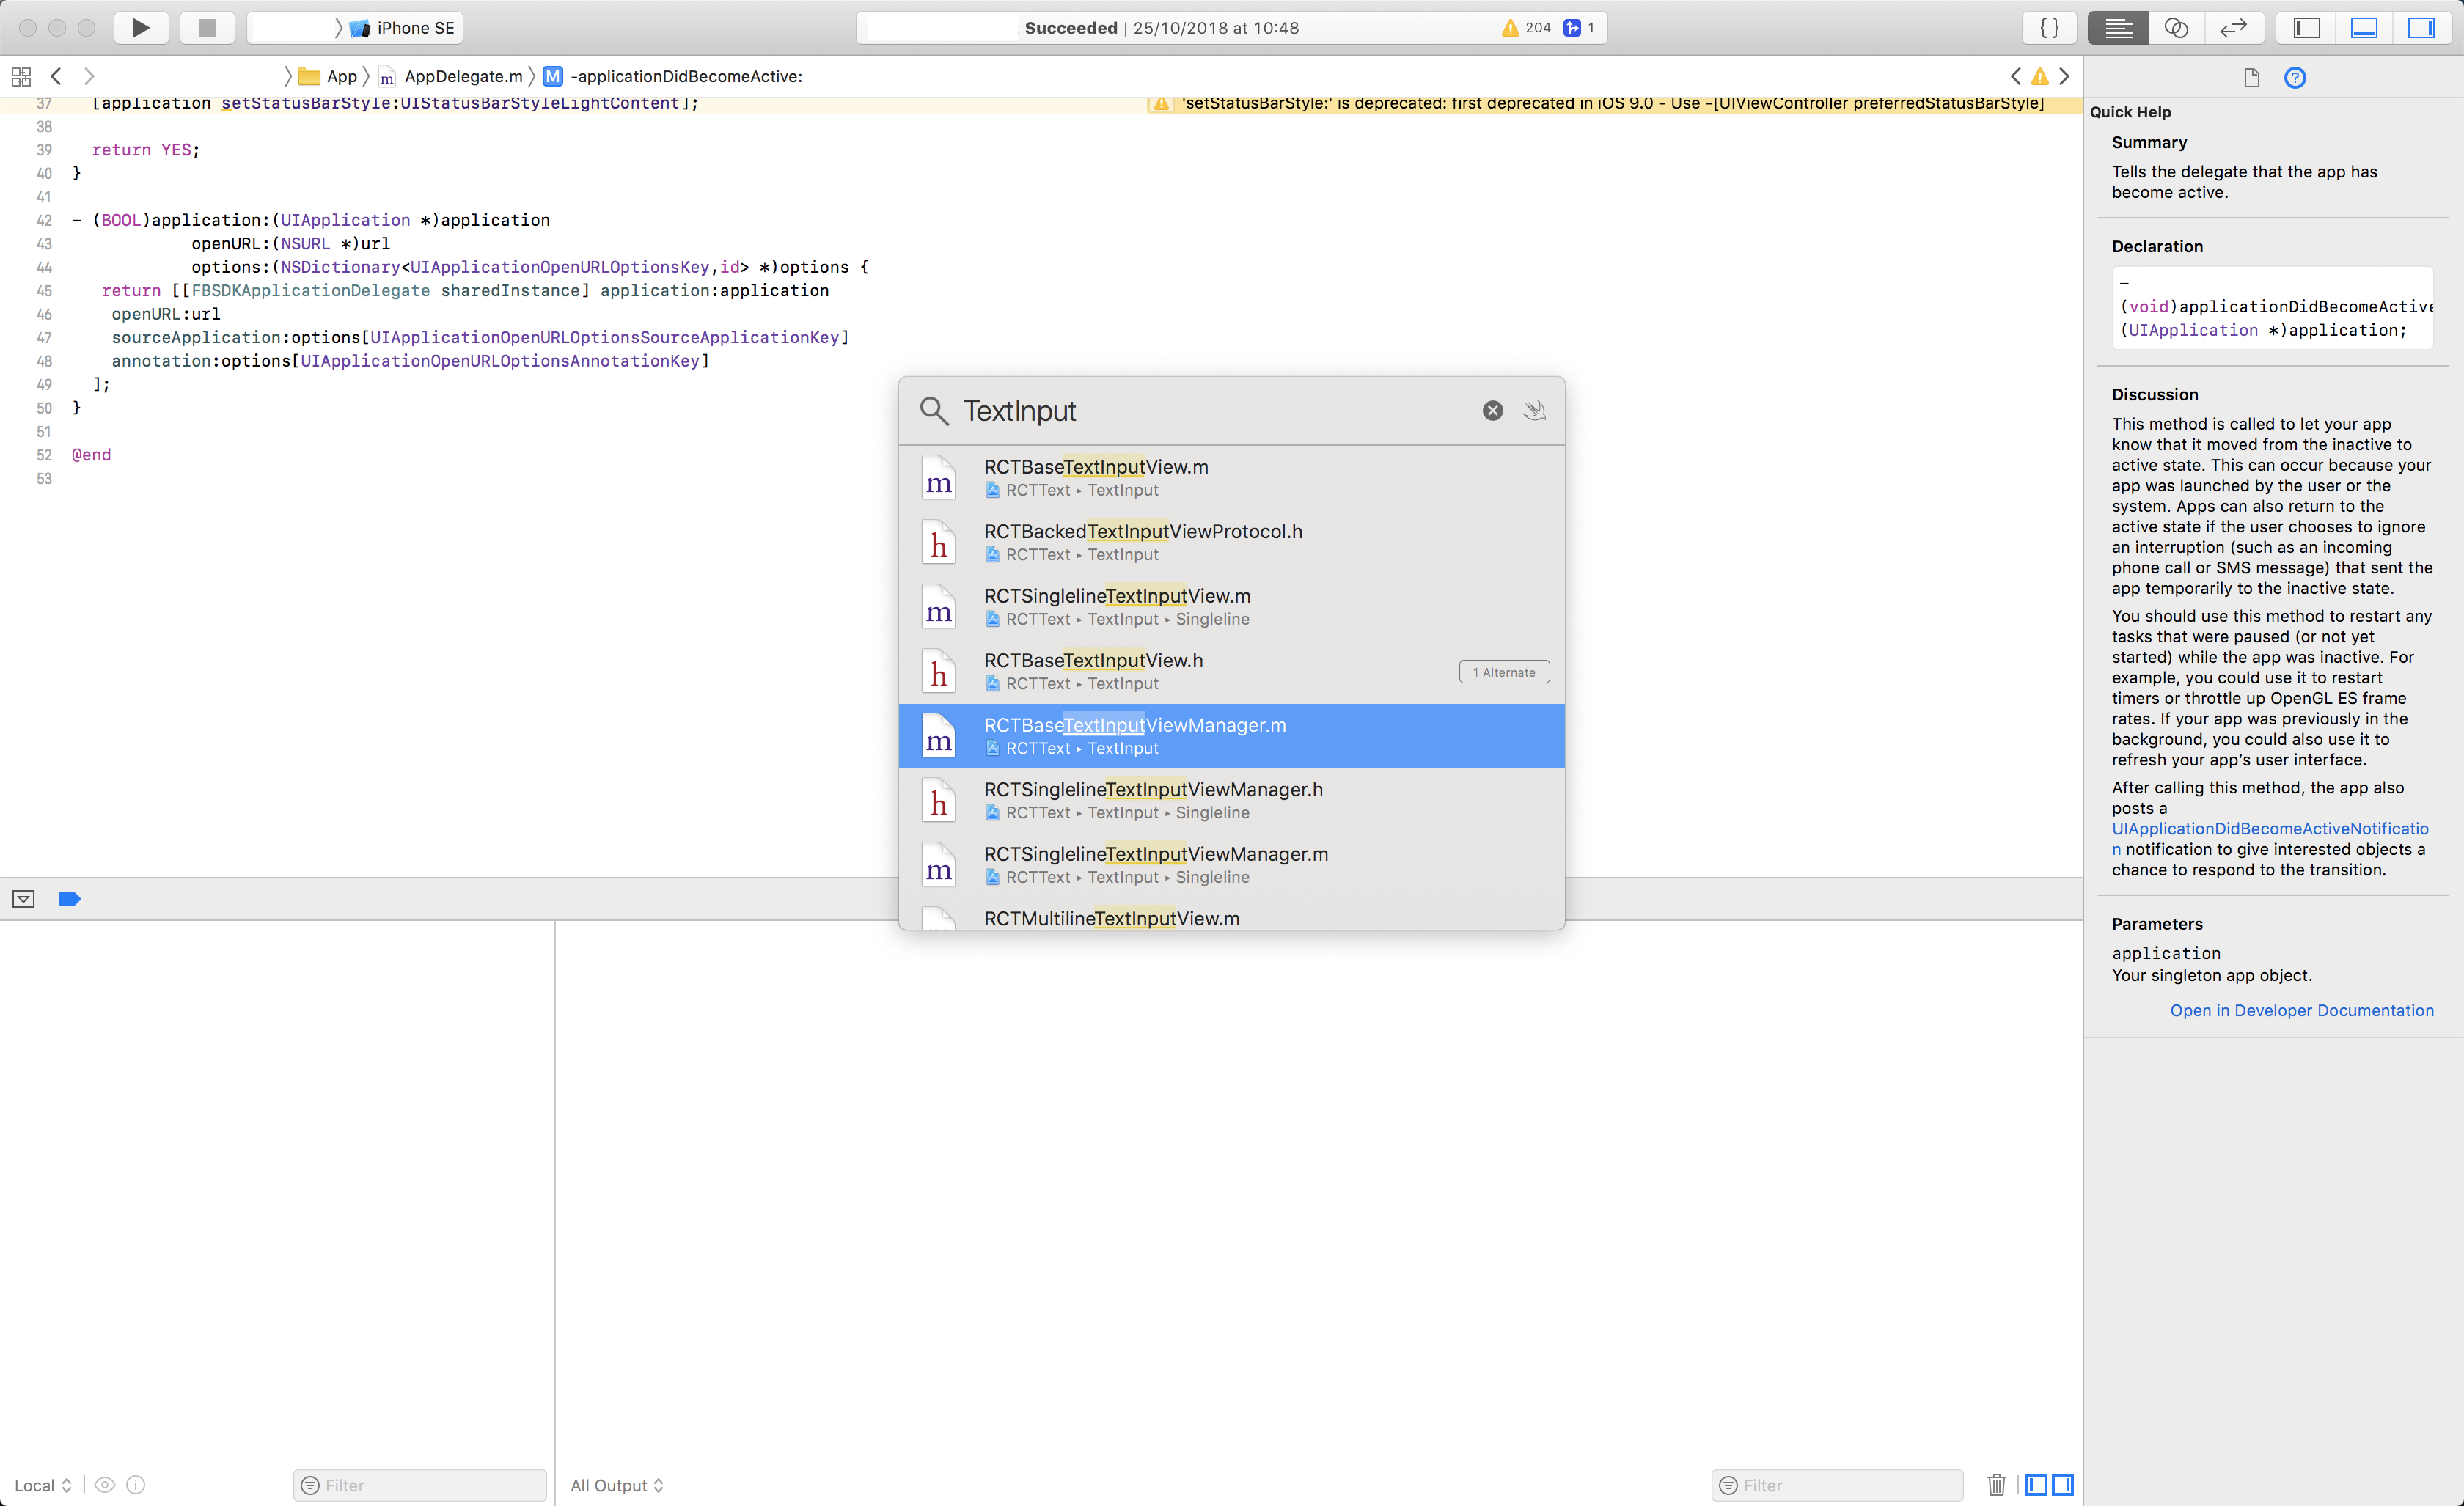 iPhone SE
Succeeded | 25/10/2018 at 10:48
204
1
{ }
App
m
AppDelegate.m
M
-applicationDidBecomeActive:
37 [application setStatusBarStyle:UIStatusBarStyleLightContent];
'setStatusBarStyle:' is deprecated: first deprecated in iOS 9.0 - Use -[UIViewController preferredStatusBarStyle]
38
39 return YES;
40 }
41
42 - (BOOL)application:(UIApplication *)application
43 openURL:(NSURL *)url
44 options:(NSDictionary<UIApplicationOpenURLOptionsKey,id> *)options {
45 return [[FBSDKApplicationDelegate sharedInstance] application:application
46 openURL:url
47 sourceApplication:options[UIApplicationOpenURLOptionsSourceApplicationKey]
48 annotation:options[UIApplicationOpenURLOptionsAnnotationKey]
49 ];
50 }
51
52 @end
53
TextInput
m
RCTBaseTextInputView.m
RCTText ▸ TextInput
h
RCTBackedTextInputViewProtocol.h
RCTText ▸ TextInput
m
RCTSinglelineTextInputView.m
RCTText ▸ TextInput ▸ Singleline
h
RCTBaseTextInputView.h
RCTText ▸ TextInput
1 Alternate
m
RCTBaseTextInputViewManager.m
RCTText ▸ TextInput
h
RCTSinglelineTextInputViewManager.h
RCTText ▸ TextInput ▸ Singleline
m
RCTSinglelineTextInputViewManager.m
RCTText ▸ TextInput ▸ Singleline
RCTMultilineTextInputView.m
Local
Filter
All Output
Filter
Quick Help
Summary
Tells the delegate that the app has
become active.
Declaration
-
(void)applicationDidBecomeActive
(UIApplication *)application;
Discussion
This method is called to let your app
know that it moved from the inactive to
active state. This can occur because your
app was launched by the user or the
system. Apps can also return to the
active state if the user chooses to ignore
an interruption (such as an incoming
phone call or SMS message) that sent the
app temporarily to the inactive state.
You should use this method to restart any
tasks that were paused (or not yet
started) while the app was inactive. For
example, you could use it to restart
timers or throttle up OpenGL ES frame
rates. If your app was previously in the
background, you could also use it to
refresh your app’s user interface.
After calling this method, the app also
posts a
UIApplicationDidBecomeActiveNotificatio
n notification to give interested objects a
chance to respond to the transition.
Parameters
application
Your singleton app object.
Open in Developer Documentation